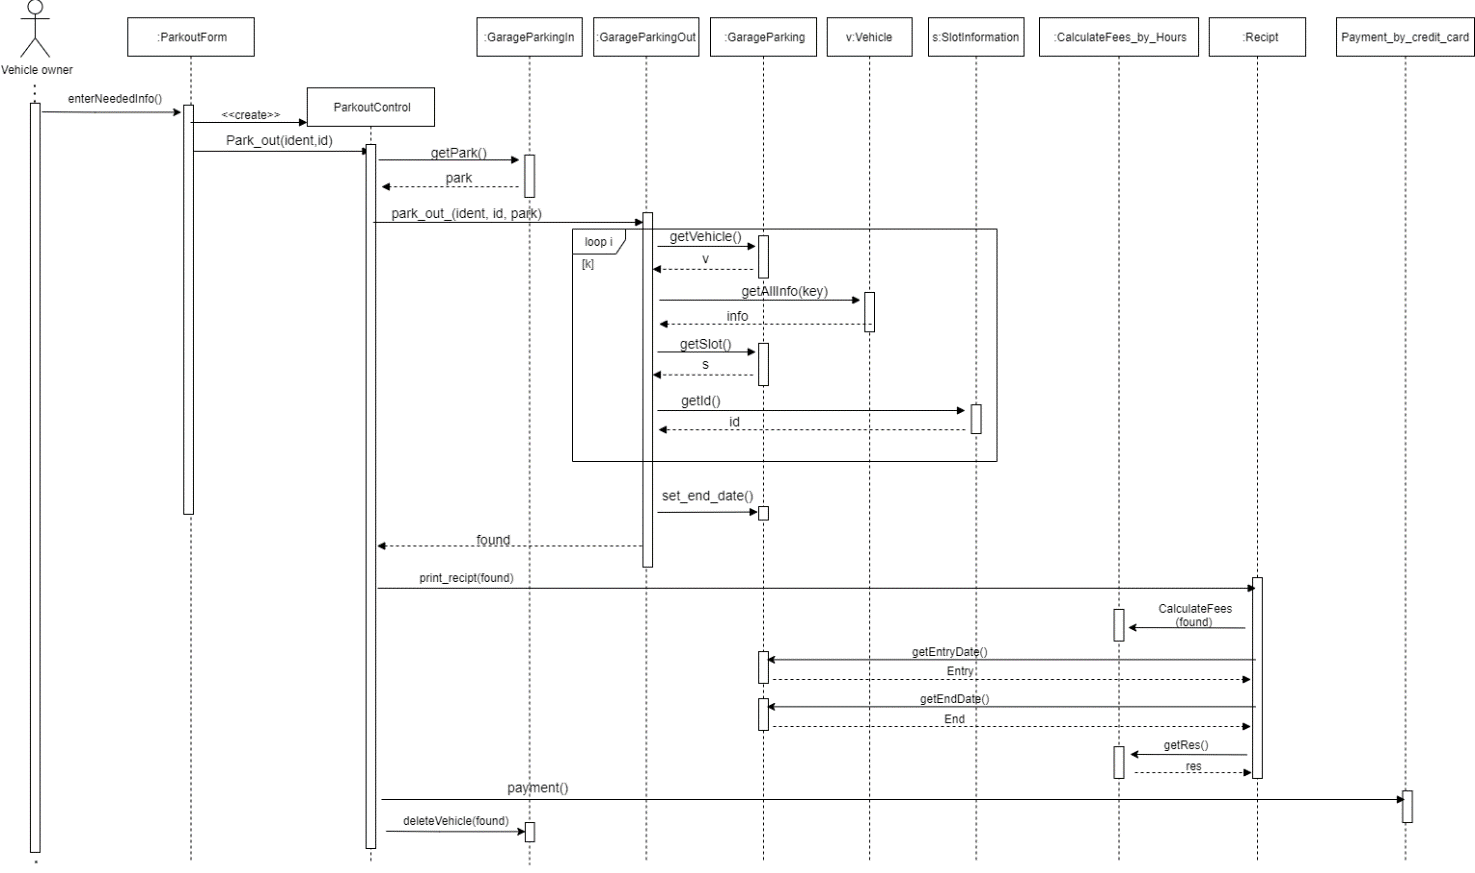 :ParkoutForm
:GarageParkingIn
:GarageParkingOut
:GarageParking
v:Vehicle
s:SlotInformation
:CalculateFees_by_Hours
:Recipt
Payment_by_credit_card
Vehicle owner
enterNeededInfo()
<<create>>
ParkoutControl
Park_out(ident,id)
getPark()
park
park_out_(ident, id, park)
loop i
[k]
getVehicle()
v
getAllInfo(key)
info
getSlot()
s
getId()
id
set_end_date()
found
print_recipt(found)
CalculateFees
(found)
getEntryDate()
Entry
getEndDate()
End
getRes()
res
payment()
deleteVehicle(found)